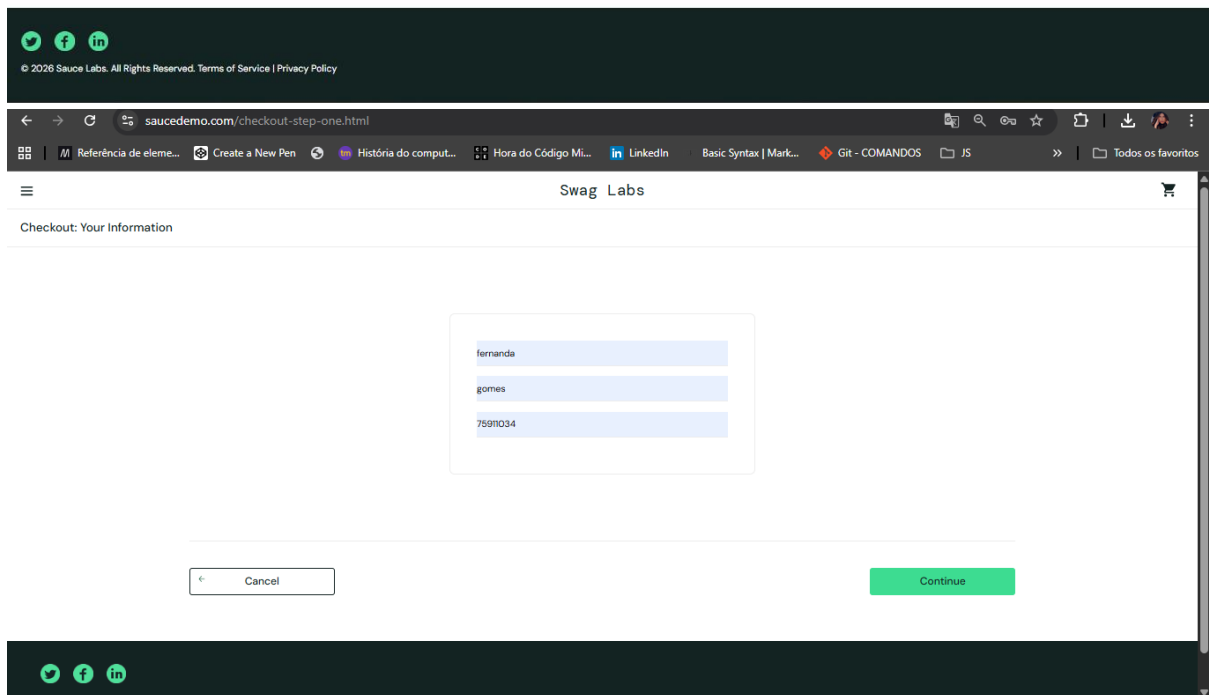 © 2026 Sauce Labs. All Rights Reserved. Terms of Service | Privacy Policy
saucedemo.com/checkout-step-one.html
Referência de eleme... Create a New Pen História do comput... Hora do Código Mi... LinkedIn Basic Syntax | Mark... Git - COMANDOS JS » Todos os favoritos
Swag Labs
Checkout: Your Information
fernanda
gomes
75911034
Cancel Continue